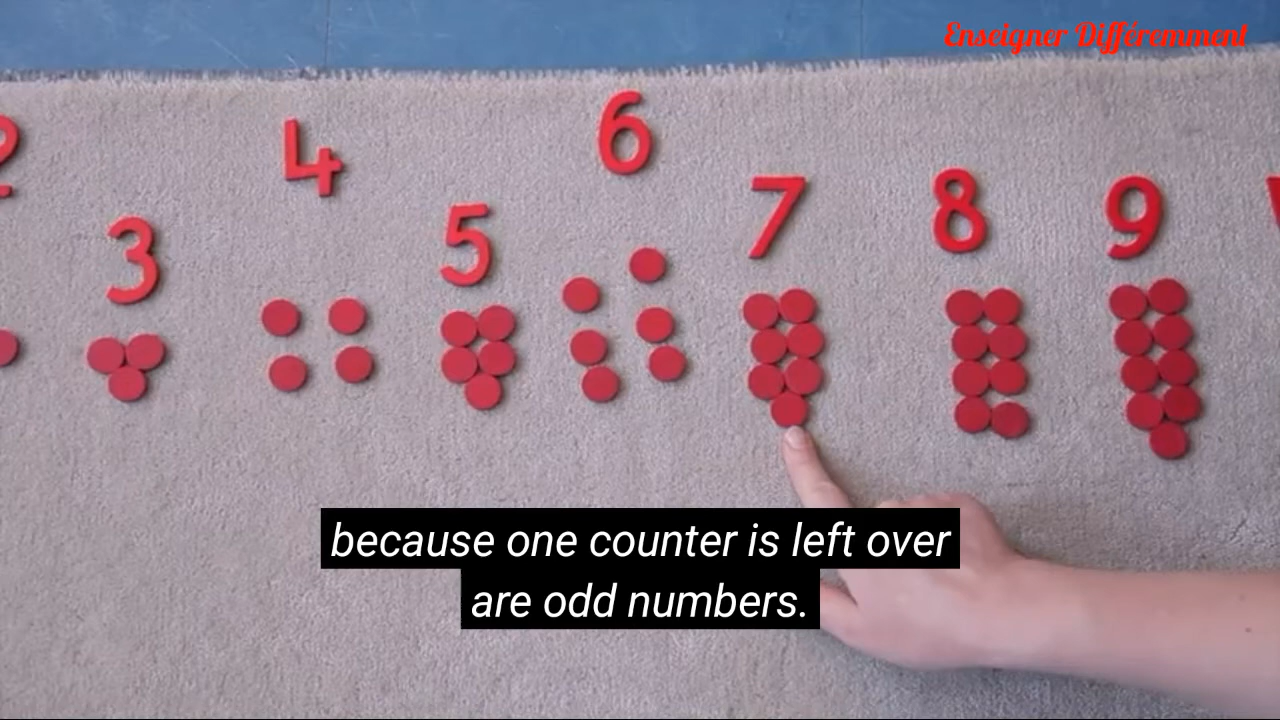 Enseigner Différemment
2
4
6
3
5
7
8
9
because one counter is left over
are odd numbers.